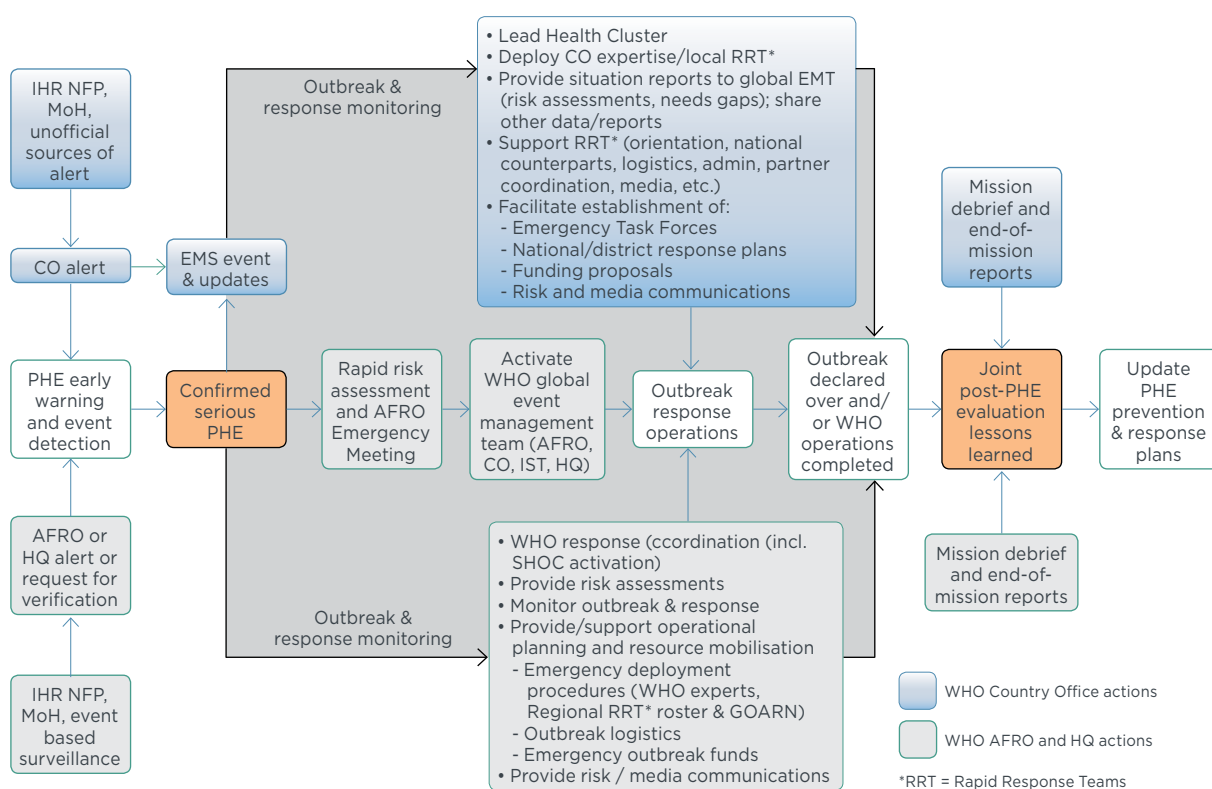 IHR NFP,
MoH,
unofficial
sources of
alert
CO alert
EMS event
& updates
PHE early
warning
and event
detection
AFRO or
HQ alert or
request for
verification
IHR NFP,
MoH, event
based
surveillance
Confirmed
serious
PHE
Outbreak &
response monitoring
• Lead Health Cluster
• Deploy CO expertise/local RRT*
• Provide situation reports to global EMT
(risk assessments, needs gaps); share
other data/reports
• Support RRT* (orientation, national
counterparts, logistics, admin, partner
coordination, media, etc.)
• Facilitate establishment of:
- Emergency Task Forces
- National/district response plans
- Funding proposals
- Risk and media communications
Rapid risk
assessment
and AFRO
Emergency
Meeting
Activate
WHO global
event
management
team (AFRO,
CO, IST, HQ)
Outbreak
response
operations
Outbreak
declared
over and/
or WHO
operations
completed
Mission
debrief and
end-of-
mission
reports
Joint
post-PHE
evaluation
lessons
learned
Update
PHE
prevention
& response
plans
Outbreak &
response monitoring
• WHO response (ccordination (incl.
SHOC activation)
• Provide risk assessments
• Monitor outbreak & response
• Provide/support operational
planning and resource mobilisation
- Emergency deployment
procedures (WHO experts,
Regional RRT* roster & GOARN)
- Outbreak logistics
- Emergency outbreak funds
• Provide risk / media communications
Mission debrief
and end-of-
mission reports
WHO Country Office actions
WHO AFRO and HQ actions
*RRT = Rapid Response Teams